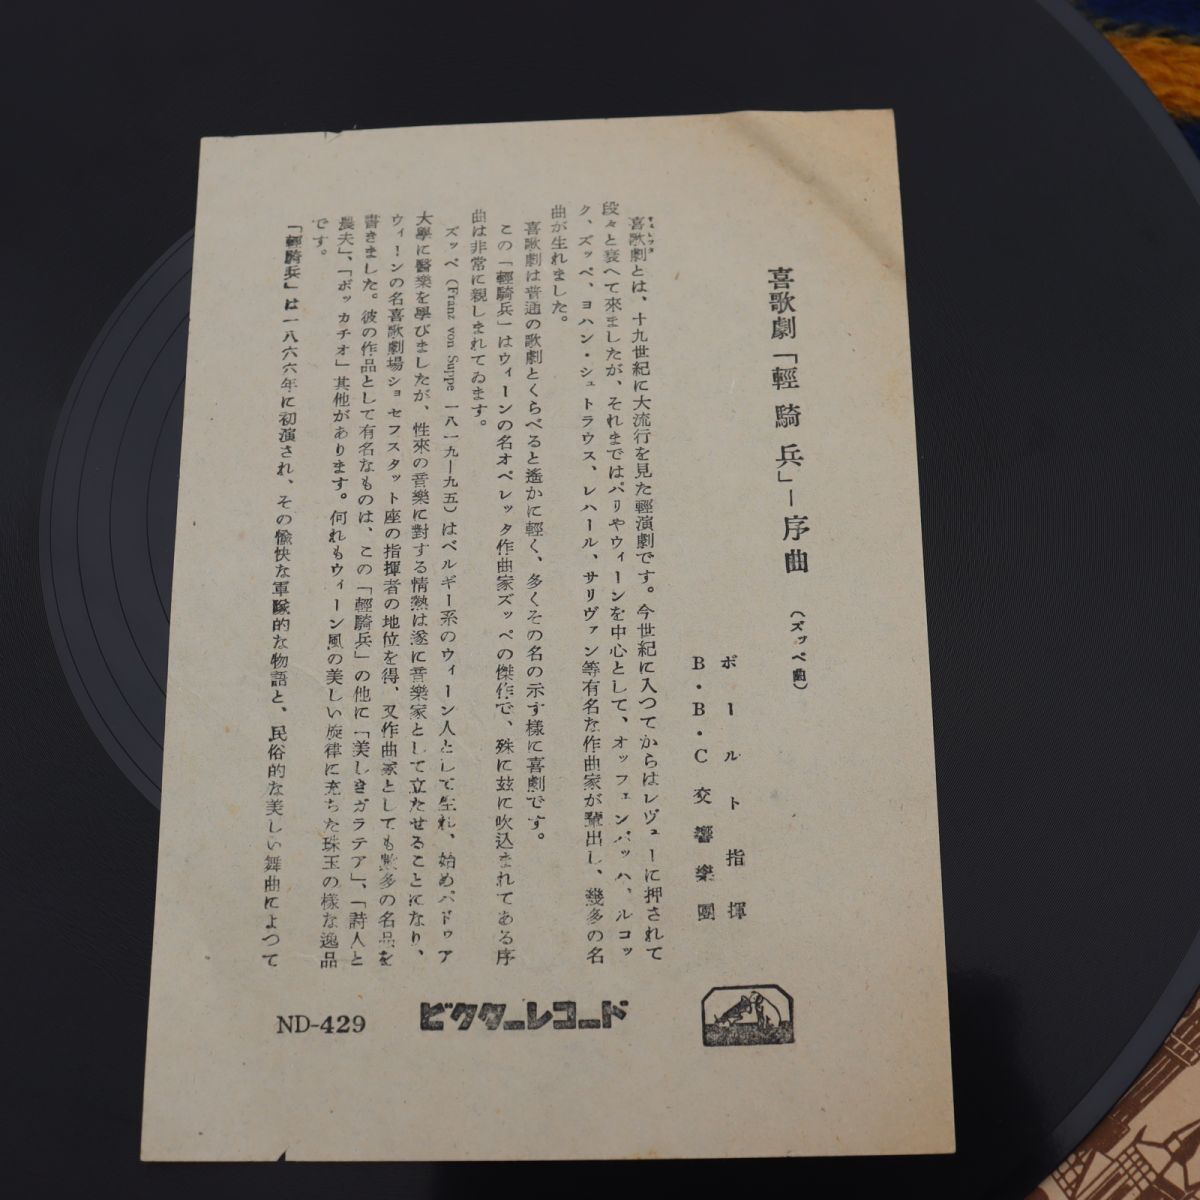 喜歌劇「輕騎兵」—序曲 (ズッペ曲)
ボールト指揮
B・B・C交響樂團
喜歌劇とは、十九世紀に大流行を見た輕演劇です。今世紀に入つてからはレヴューに押されて
オペレッタ
段々と衰へて來ましたが、それまではパリやウィーンを中心として、オッフェンバッハ、ルコッ
ク、ズッペ、ヨハン・シュトラウス、レハール、サリヴァン等有名な作曲家が輩出し、幾多の名
曲が生れました。
喜歌劇は普通の歌劇とくらべると遙かに輕く、多くその名の示す樣に喜劇です。
この「輕騎兵」はウィーンの名オペレッタ作曲家ズッペの傑作で、殊に玆に吹込まれてある序
曲は非常に親しまれてゐます。
ズッペ (Franz von Suppe 一八一九—九五) はベルギー系のウィーン人として生れ、始めパドゥア
大學に醫樂を學びましたが、性來の音樂に對する情熱は遂に音樂家として立たせることになり、
ウィーンの名喜歌劇場ショセフスタット座の指揮者の地位を得、又作曲家としても數多の名品を
書きました。彼の作品として有名なものは、この「輕騎兵」の他に「美しきガラテア」、「詩人と
農夫」、「ボッカチオ」其他があります。何れもウィーン風の美しい旋律に充ちた珠玉の樣な逸品
です。
「輕騎兵」は一八六六年に初演され、その愉快な軍隊的な物語と、民俗的な美しい舞曲によつて
ビクターレコード
ND-429